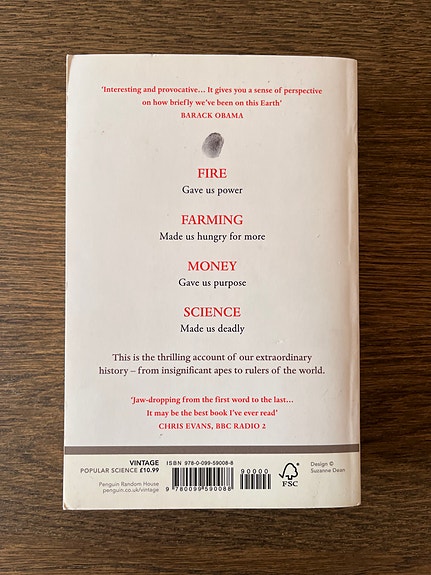 'Interesting and provocative… It gives you a sense of perspective
on how briefly we've been on this Earth'
BARACK OBAMA
FIRE
Gave us power
FARMING
Made us hungry for more
MONEY
Gave us purpose
SCIENCE
Made us deadly
This is the thrilling account of our extraordinary
history – from insignificant apes to rulers of the world.
'Jaw-dropping from the first word to the last…
It may be the best book I've ever read'
CHRIS EVANS, BBC RADIO 2
VINTAGE
POPULAR SCIENCE £10.99
Penguin Random House
penguin.co.uk/vintage
ISBN 978-0-099-59008-8
90000
9 780099 590088
FSC
Design ©
Suzanne Dean